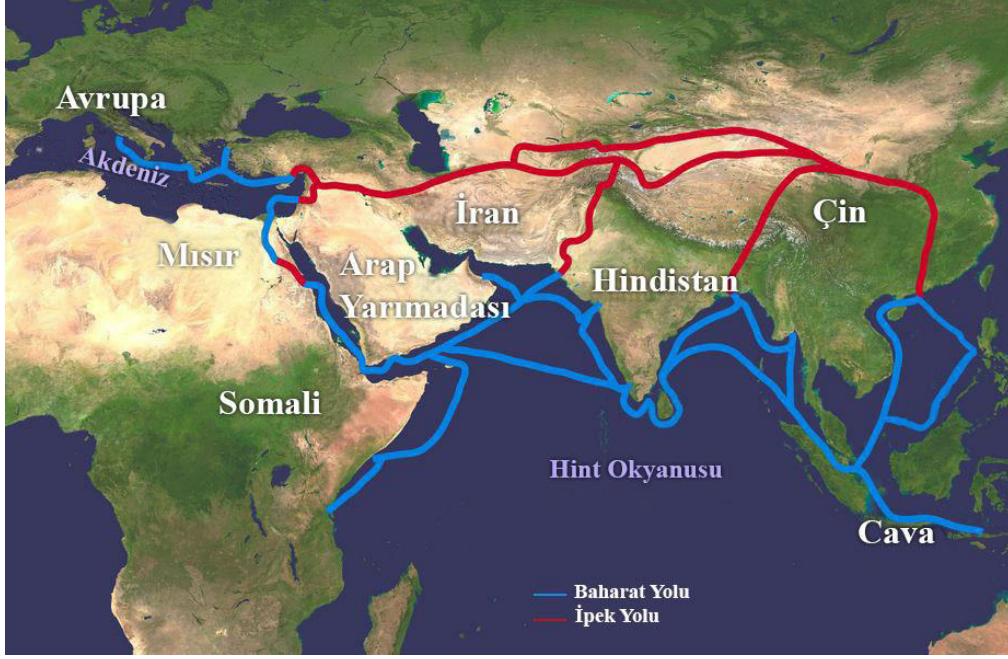 Avrupa
Akdeniz
İran
Çin
Mısır
Arap
Yarımadası
Hindistan
Somali
Hint Okyanusu
Cava
Baharat Yolu
İpek Yolu